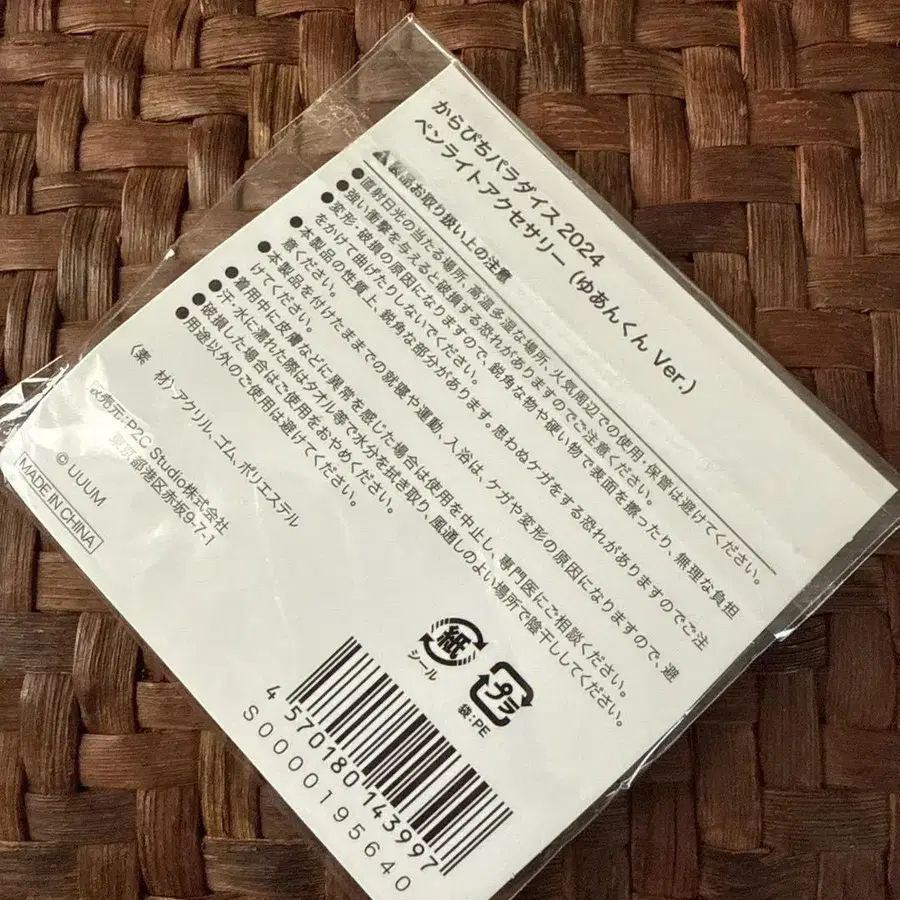 からぴちパラダイス 2024
ペンライトアクセサリー（ゆあんくん Ver.）
▲商品お取り扱い上の注意
●直射日光の当たる場所、高温多湿な場所、火気周辺での使用・保管は避けてください。
●強い衝撃を与えると破損する恐れがありますのでご注意ください。
●変形・破損の原因になりますので、鋭角な物や硬い物で表面を擦ったり、無理な負担
をかけて曲げたりしないでください。
●本製品の性質上、鋭角な部分があります。思わぬケガをする恐れがありますのでご注
意ください。
●本製品を付けたままでの就寝や運動、入浴は、ケガや変形の原因になりますので、避
けてください。
●着用中に皮膚などに異常を感じた場合は使用を中止し、専門医にご相談ください。
●汗・水に濡れた際はタオル等で水分を拭き取り、風通しのよい場所で陰干ししてください。
●破損した場合はご使用をおやめください。
●用途以外のご使用は避けてください。
〈素　材〉アクリル、ゴム、ポリエステル
販売元:P2C Studio株式会社
東京都港区赤坂9-7-1
© UUUM
MADE IN CHINA
紙
シール
プラ
袋:PE
4 570180 143997
S0000195640